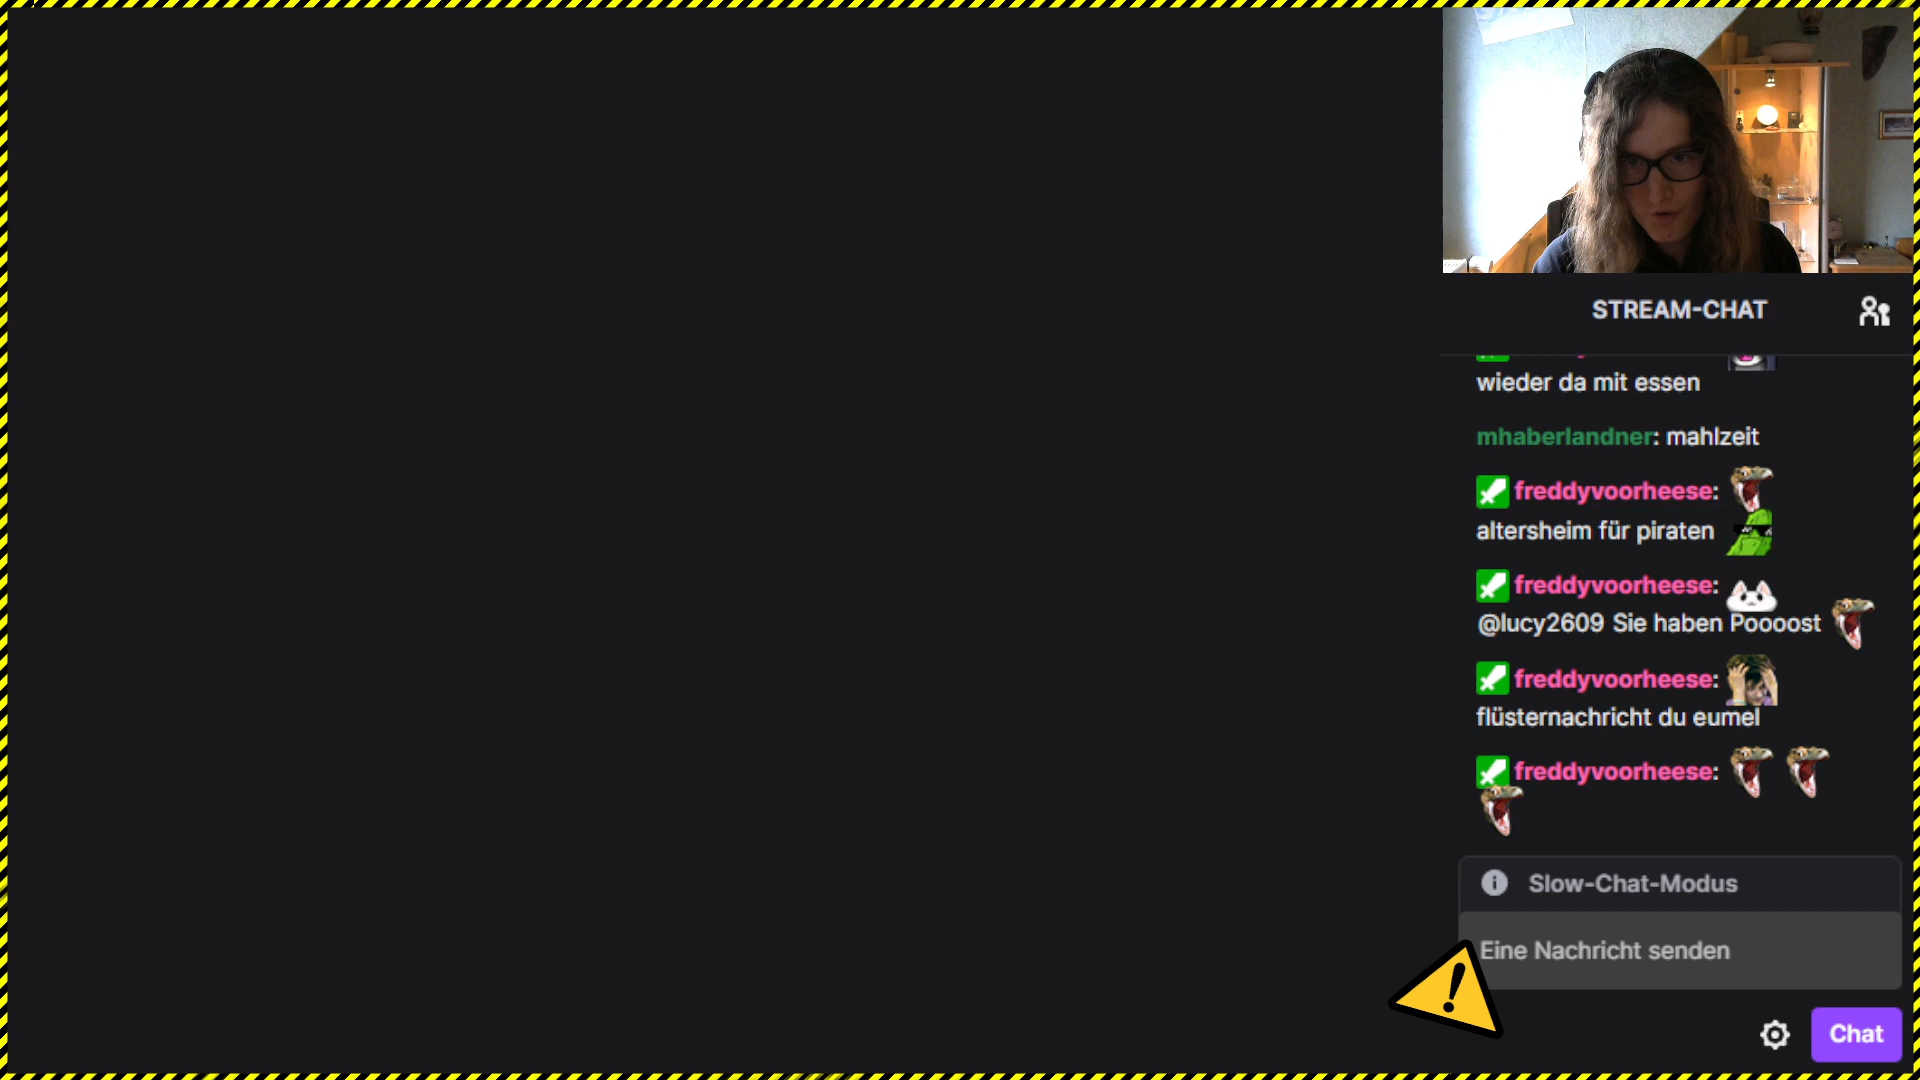 STREAM-CHAT
wieder da mit essen
mhaberlandner: mahlzeit
freddyvoorheese:
altersheim für piraten
freddyvoorheese:
@lucy2609 Sie haben Poooost
freddyvoorheese:
flüsternachricht du eumel
freddyvoorheese:
Slow-Chat-Modus
Eine Nachricht senden
Chat